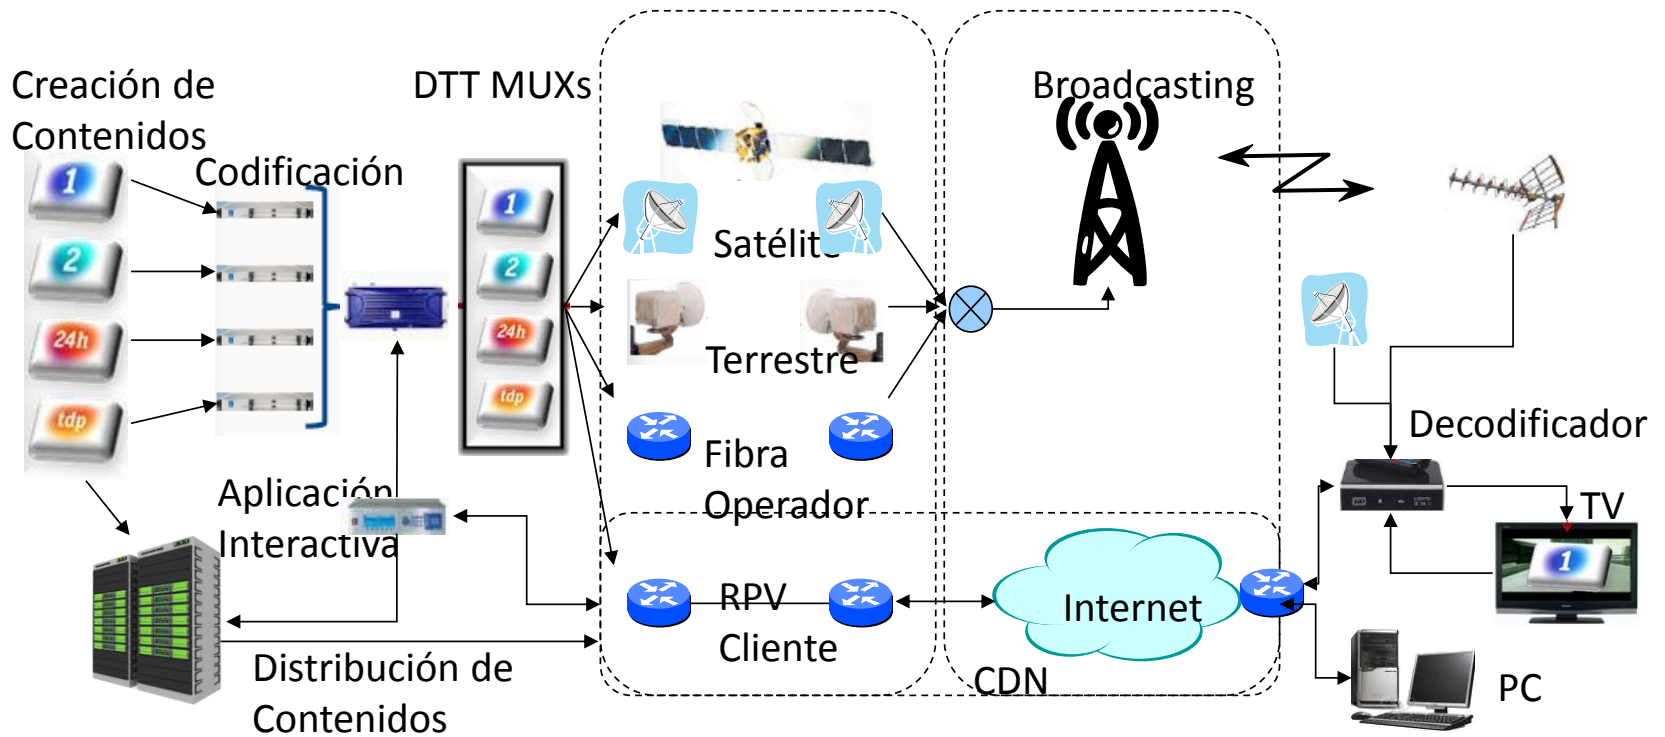 Creación de
Contenidos
DTT MUXs
Broadcasting
Codificación
1
2
24h
tdp
1
2
24h
tdp
Satélite
Terrestre
Fibra
Operador
Decodificador
Aplicación
Interactiva
TV
1
RPV
Cliente
Internet
CDN
Distribución de
Contenidos
PC